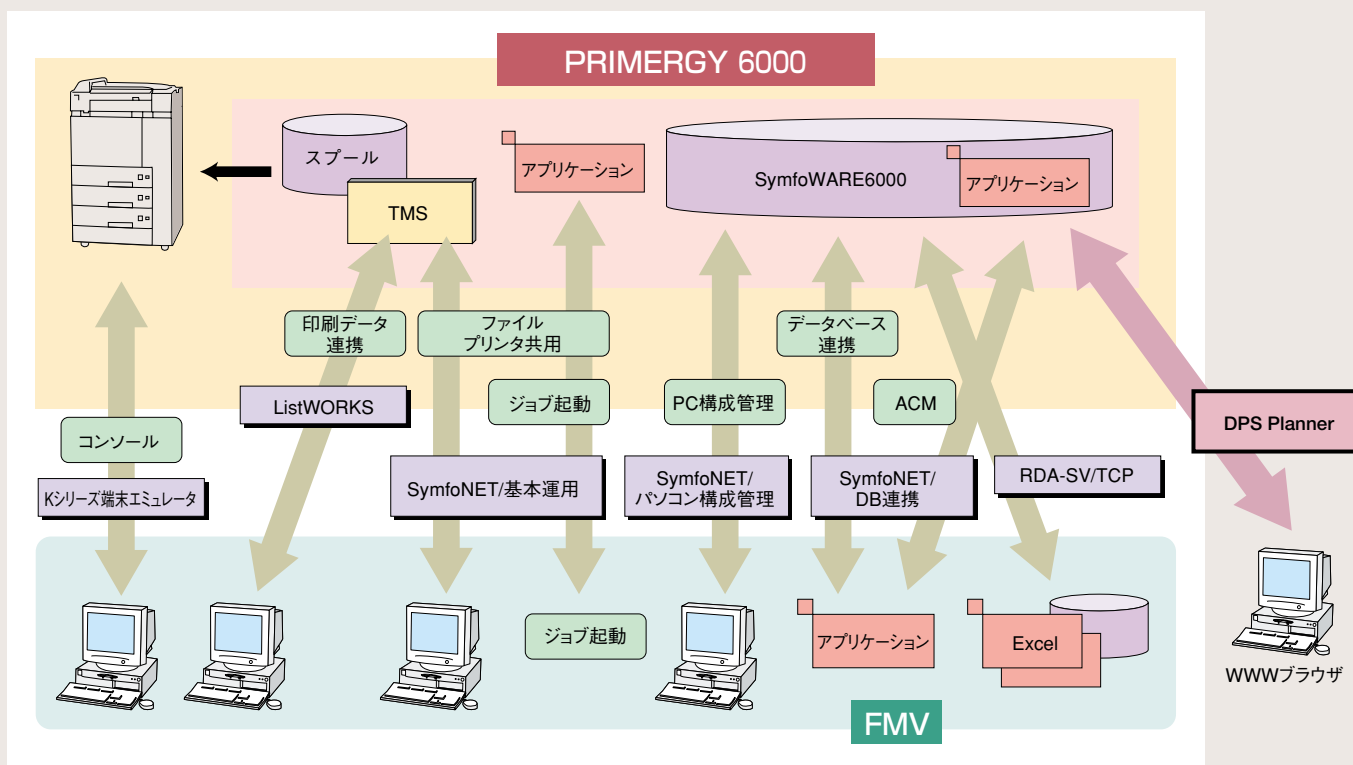 PRIMERGY 6000
スプール
TMS
アプリケーション
SymfoWARE6000
アプリケーション
印刷データ
連携
ファイル
プリンタ共用
データベース
連携
ListWORKS
ジョブ起動
PC構成管理
ACM
DPS Planner
コンソール
Kシリーズ端末エミュレータ
SymfoNET/基本運用
SymfoNET/
パソコン構成管理
SymfoNET/
DB連携
RDA-SV/TCP
ジョブ起動
アプリケーション
Excel
WWWブラウザ
FMV